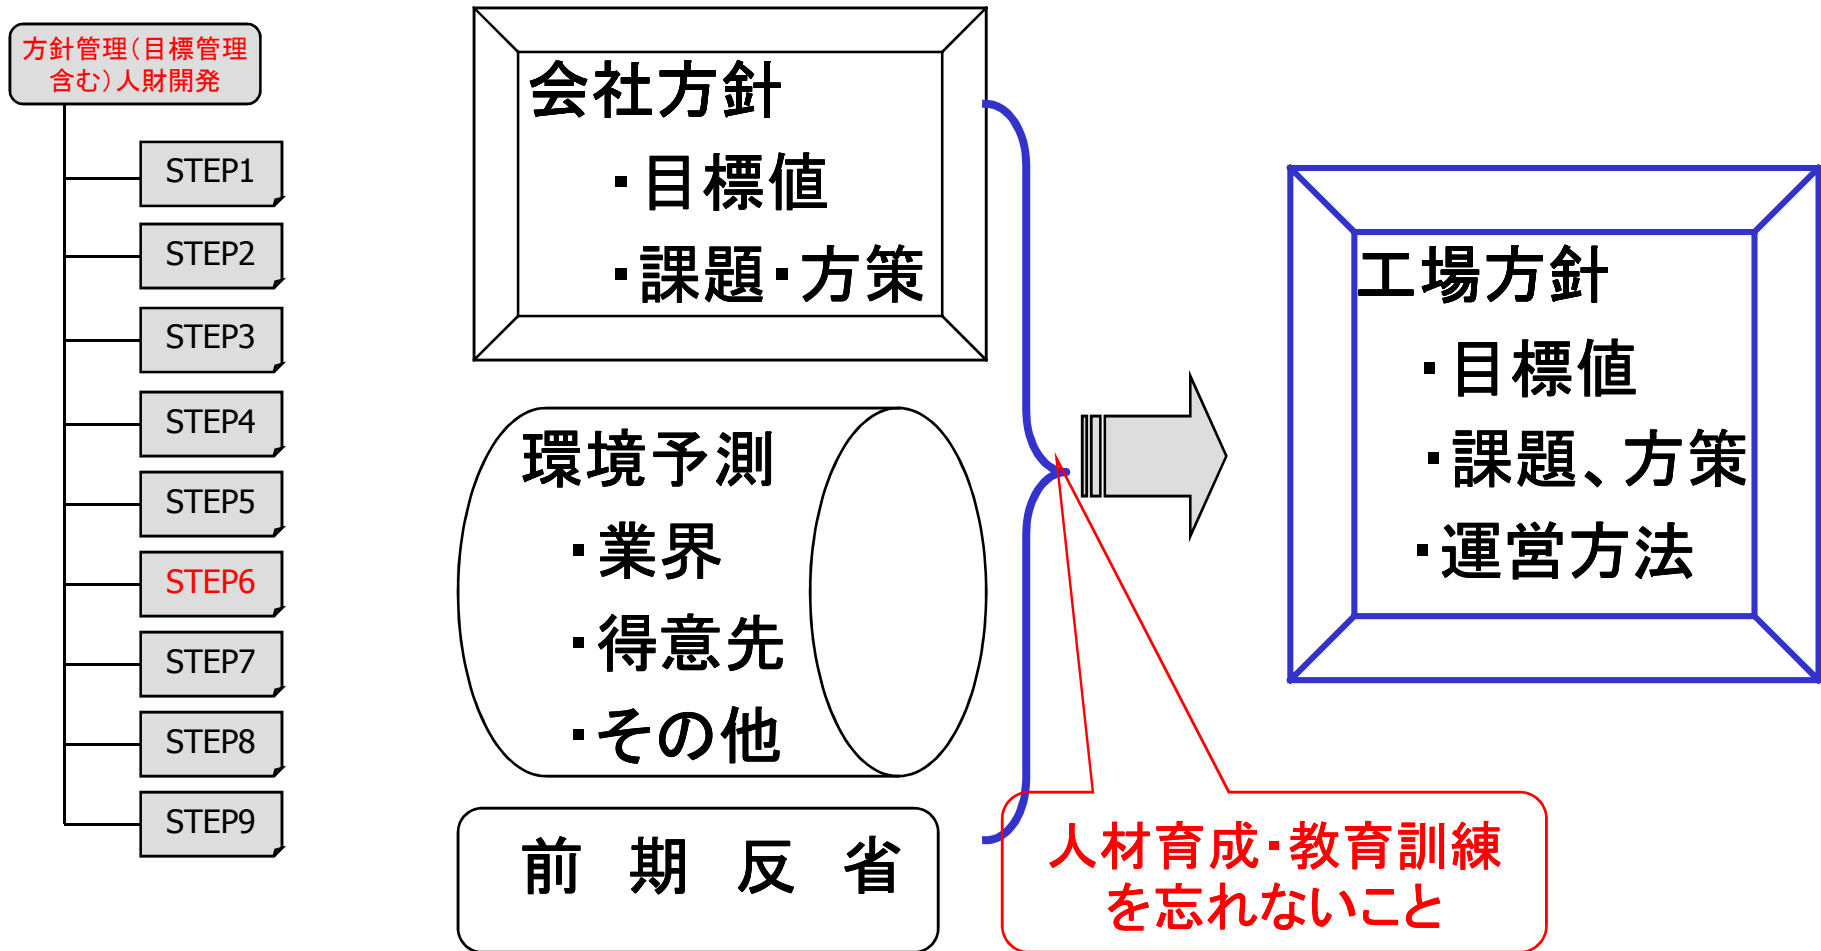 方針管理(目標管理
含む)人財開発
STEP1
STEP2
STEP3
STEP4
STEP5
STEP6
STEP7
STEP8
STEP9
会社方針
・目標値
・課題・方策
環境予測
・業界
・得意先
・その他
前 期 反 省
人材育成・教育訓練
を忘れないこと
工場方針
・目標値
・課題、方策
・運営方法